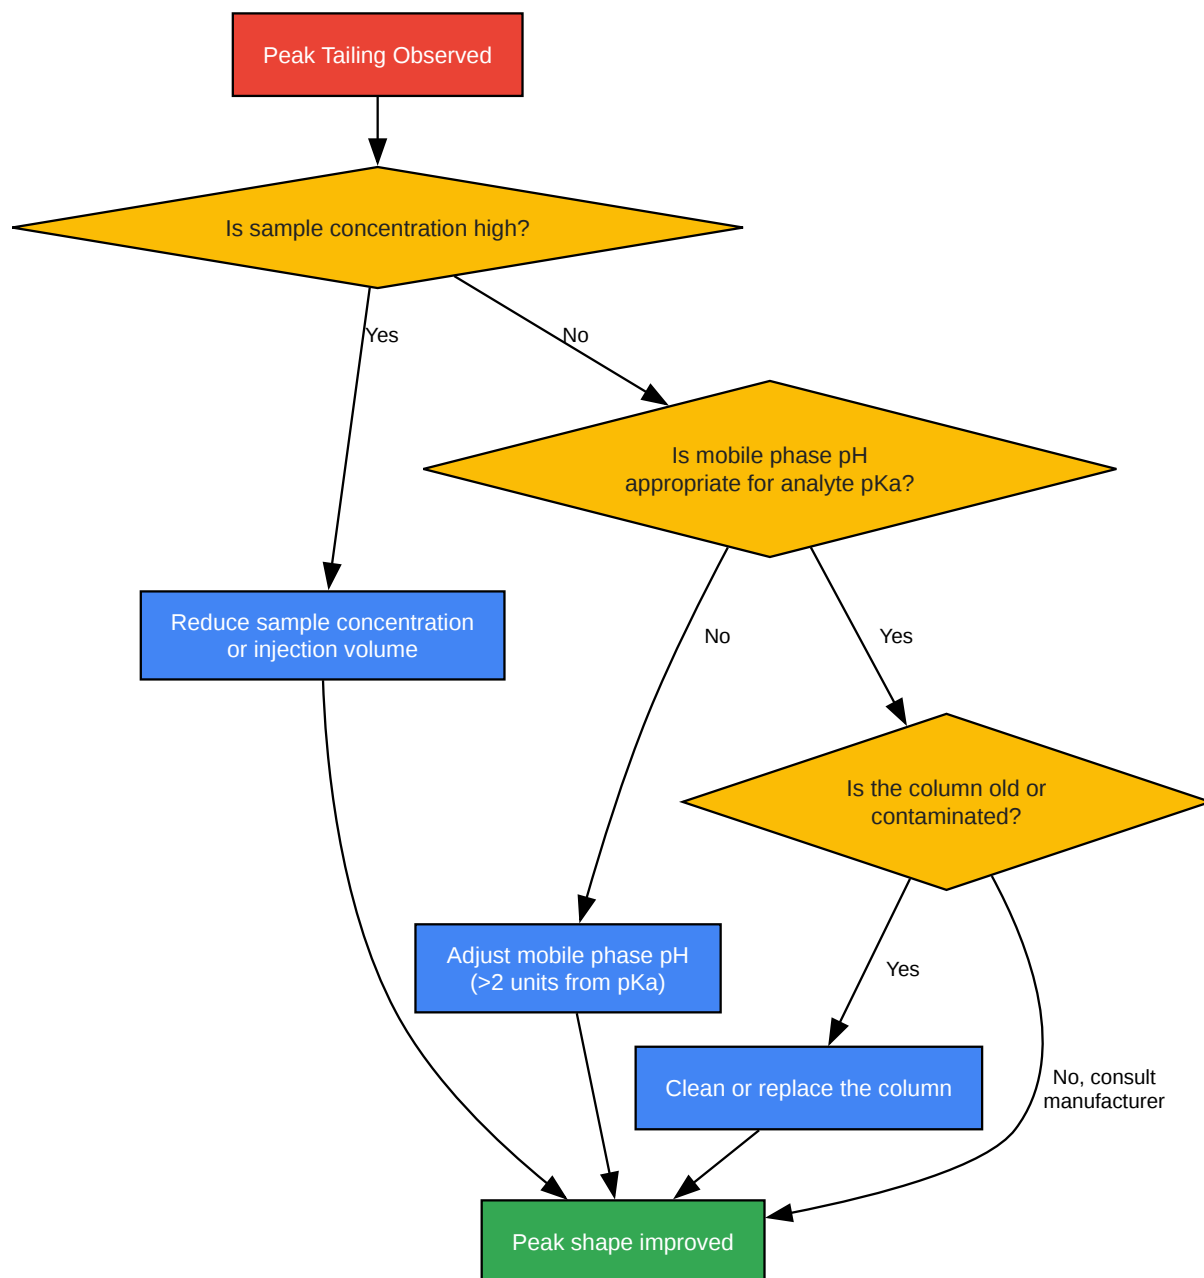 Peak Tailing Observed
Is sample concentration high?
Yes
No
Is mobile phase pH
appropriate for analyte pKa?
Reduce sample concentration
or injection volume
No
Yes
Is the column old or
contaminated?
Adjust mobile phase pH
(>2 units from pKa)
Yes
Clean or replace the column
No, consult
manufacturer
Peak shape improved